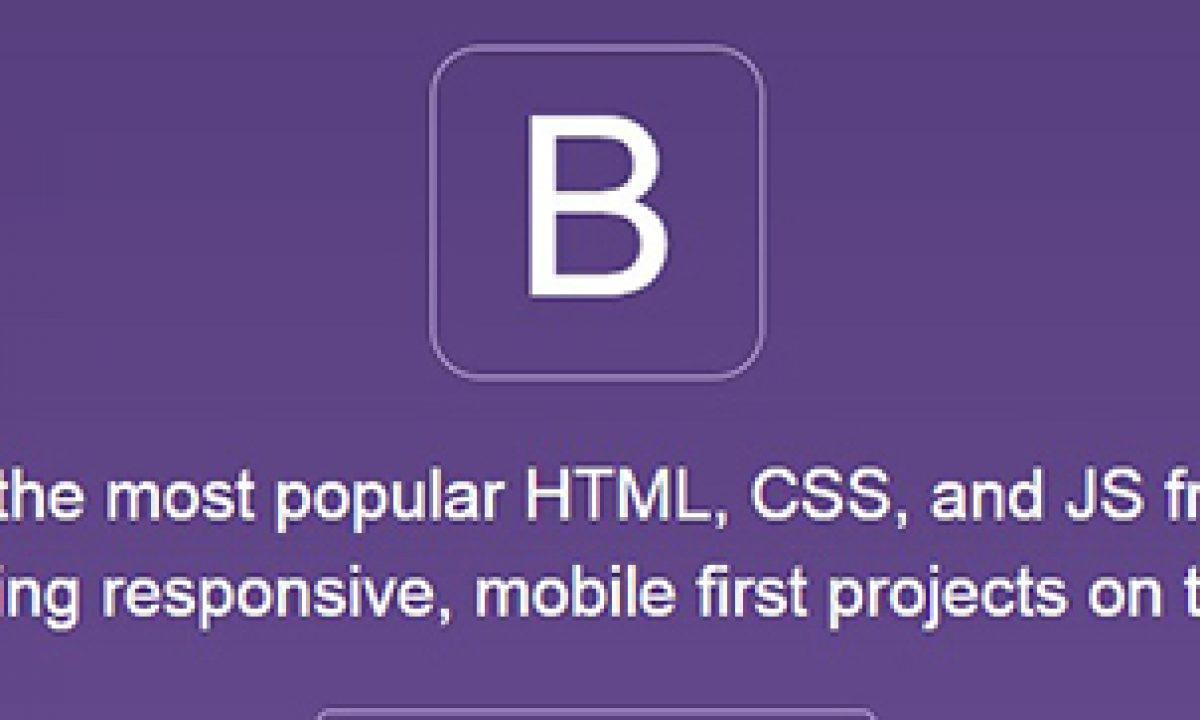 B
the most popular HTML, CSS, and JS fr
ing responsive, mobile first projects on t